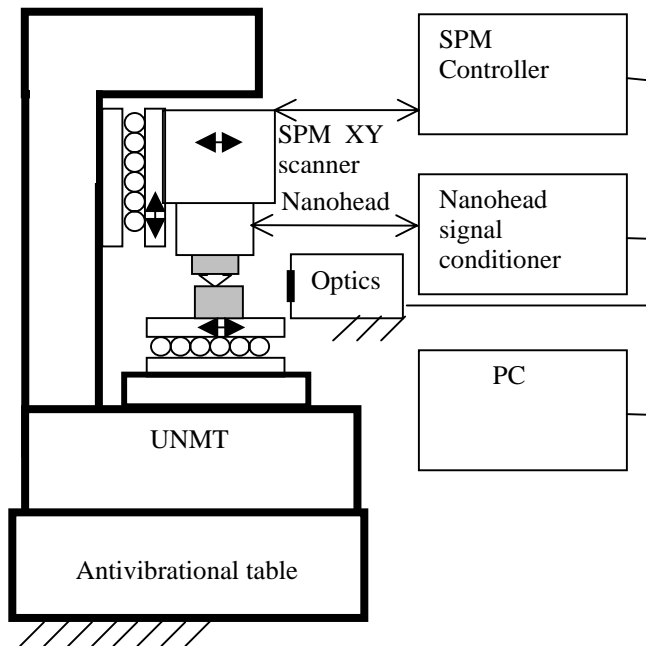 SPM
Controller
SPM XY
scanner
Nanohead
Nanohead
signal
conditioner
Optics
PC
UNMT
Antivibrational table